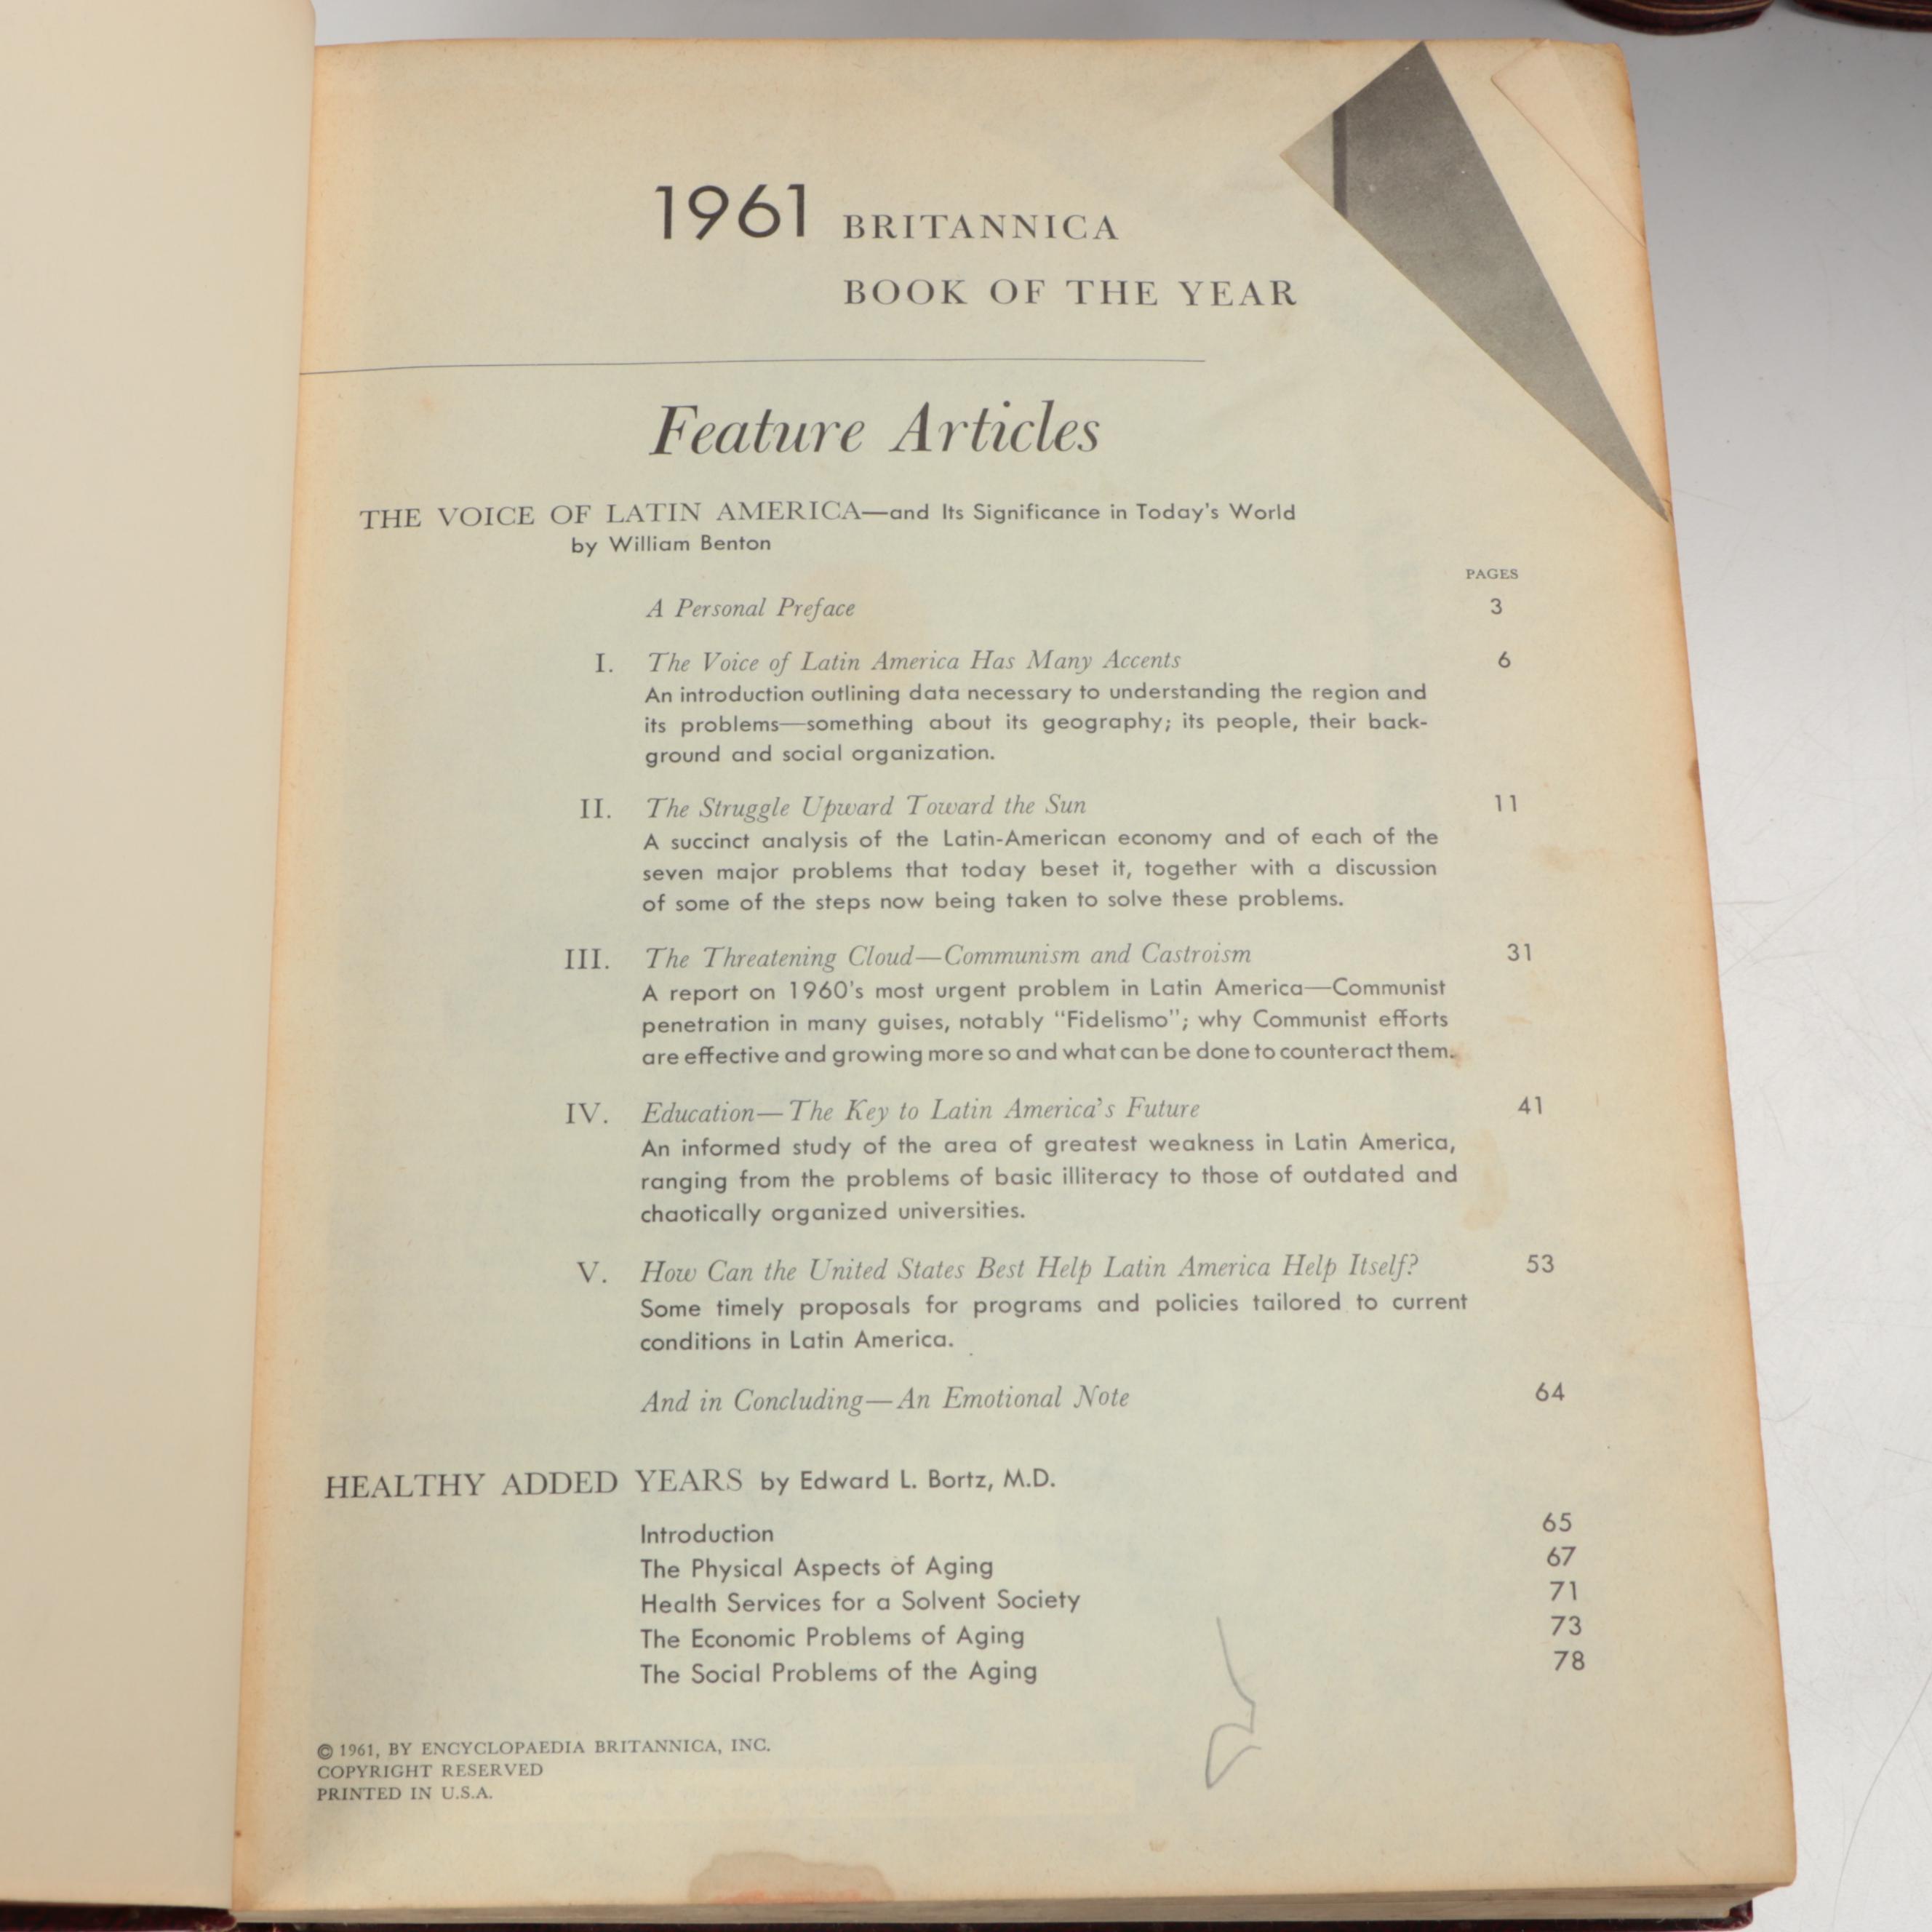 1961 BRITANNICA
BOOK OF THE YEAR
Feature Articles
THE VOICE OF LATIN AMERICA—and Its Significance in Today's World
by William Benton
PAGES
A Personal Preface 3
I. The Voice of Latin America Has Many Accents 6
An introduction outlining data necessary to understanding the region and
its problems—something about its geography; its people, their back-
ground and social organization.
II. The Struggle Upward Toward the Sun 11
A succinct analysis of the Latin-American economy and of each of the
seven major problems that today beset it, together with a discussion
of some of the steps now being taken to solve these problems.
III. The Threatening Cloud—Communism and Castroism 31
A report on 1960's most urgent problem in Latin America—Communist
penetration in many guises, notably "Fidelismo"; why Communist efforts
are effective and growing more so and what can be done to counteract them.
IV. Education—The Key to Latin America's Future 41
An informed study of the area of greatest weakness in Latin America,
ranging from the problems of basic illiteracy to those of outdated and
chaotically organized universities.
V. How Can the United States Best Help Latin America Help Itself? 53
Some timely proposals for programs and policies tailored to current
conditions in Latin America.
And in Concluding—An Emotional Note 64
HEALTHY ADDED YEARS by Edward L. Bortz, M.D.
Introduction 65
The Physical Aspects of Aging 67
Health Services for a Solvent Society 71
The Economic Problems of Aging 73
The Social Problems of the Aging 78
© 1961, BY ENCYCLOPAEDIA BRITANNICA, INC.
COPYRIGHT RESERVED
PRINTED IN U.S.A.